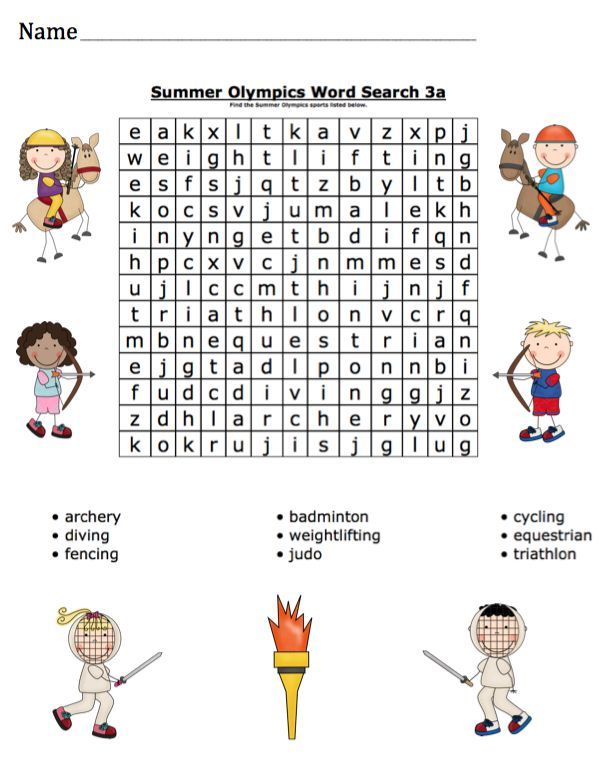 Name
Summer Olympics Word Search 3a
Find the Summer Olympics sports listed below.
e a k x l t k a v z x p j
w e i g h t l i f t i n g
e s f s j q t z b y l t b
k o c s v j u m a l e k h
i n y n g e t b d i f q n
h p c x v c j n m m e s d
u j l c c m t h i j n j f
t r i a t h l o n v c r q
m b n e q u e s t r i a n
e j g t a d l p o n n b i
f u d c d i v i n g g j z
z d h l a r c h e r y v o
k o k r u j i s j g l u g
• archery • badminton • cycling
• diving • weightlifting • equestrian
• fencing • judo • triathlon